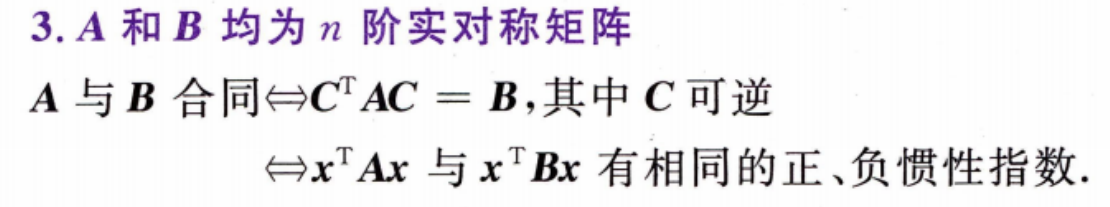 3. A 和 B 均为 n 阶实对称矩阵
A 与 B 合同⇔CᵀAC = B,其中 C 可逆
⇔xᵀAx 与 xᵀBx 有相同的正、负惯性指数.